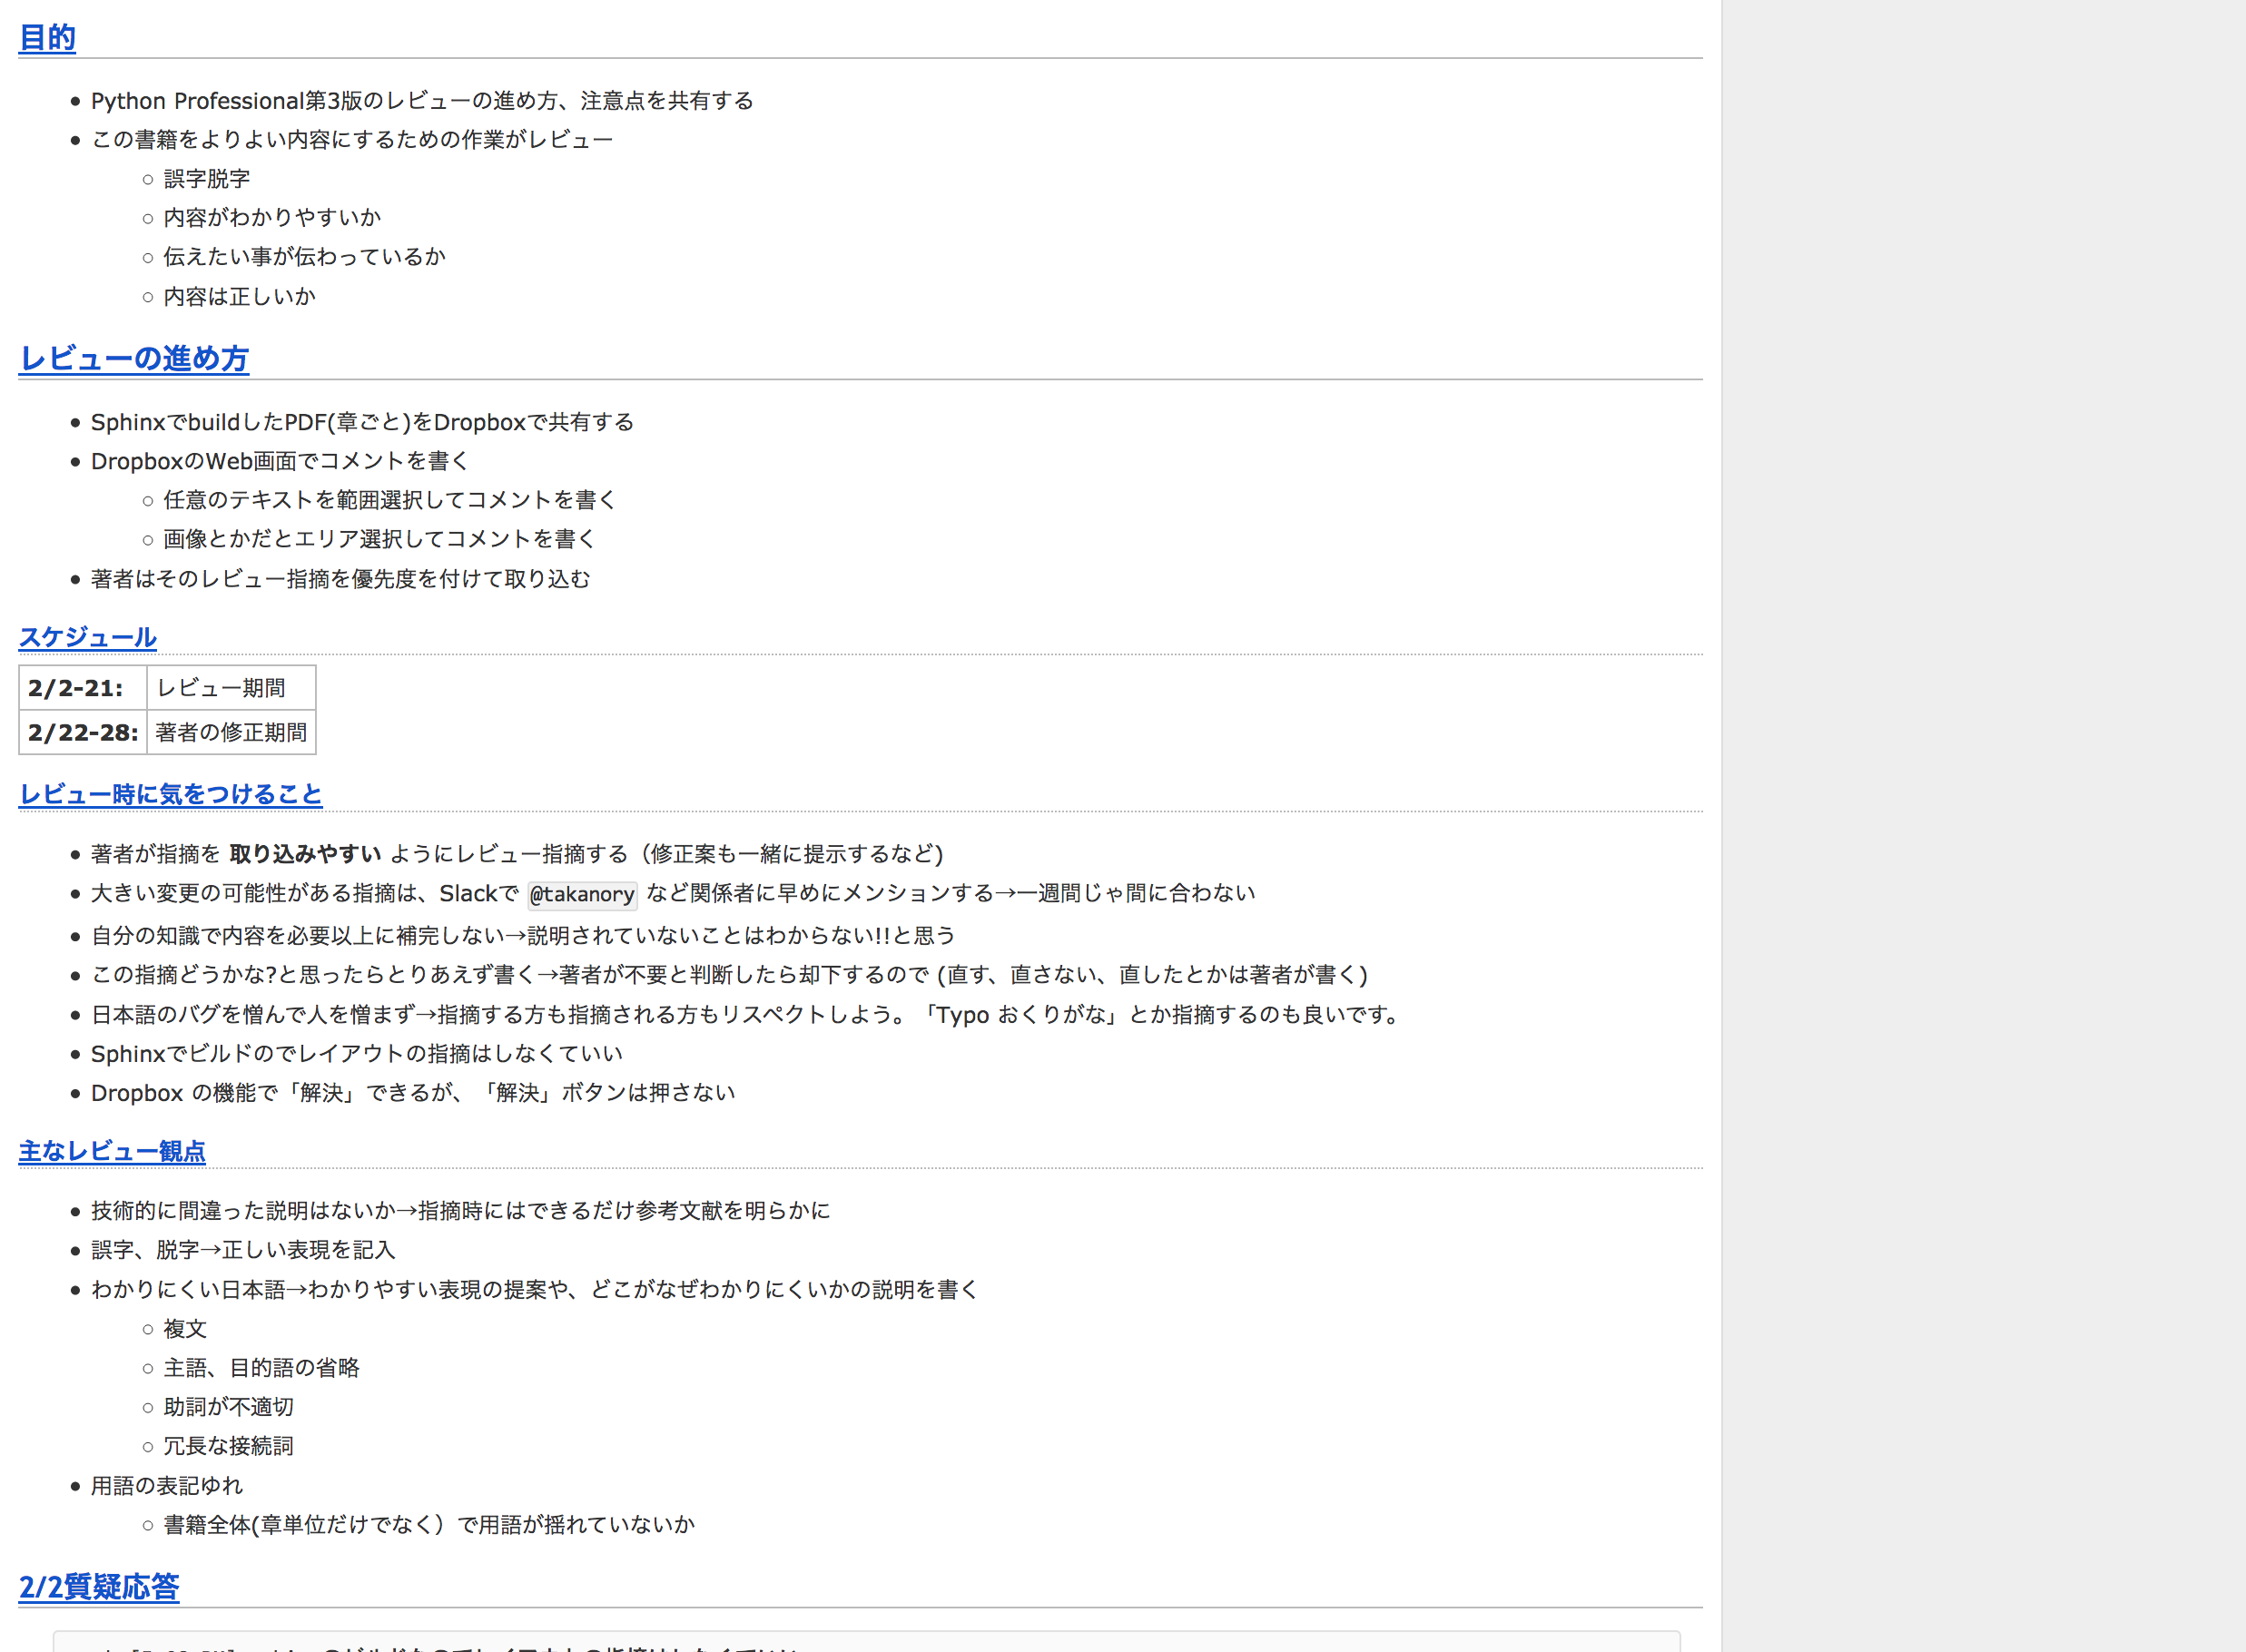 目的
Python Professional第3版のレビューの進め方、注意点を共有する
この書籍をよりよい内容にするための作業がレビュー
誤字脱字
内容がわかりやすいか
伝えたい事が伝わっているか
内容は正しいか
レビューの進め方
SphinxでbuildしたPDF(章ごと)をDropboxで共有する
DropboxのWeb画面でコメントを書く
任意のテキストを範囲選択してコメントを書く
画像とかだとエリア選択してコメントを書く
著者はそのレビュー指摘を優先度を付けて取り込む
スケジュール
2/2-21: レビュー期間
2/22-28: 著者の修正期間
レビュー時に気をつけること
著者が指摘を 取り込みやすい ようにレビュー指摘する（修正案も一緒に提示するなど)
大きい変更の可能性がある指摘は、Slackで @takanory など関係者に早めにメンションする→一週間じゃ間に合わない
自分の知識で内容を必要以上に補完しない→説明されていないことはわからない!!と思う
この指摘どうかな?と思ったらとりあえず書く→著者が不要と判断したら却下するので (直す、直さない、直したとかは著者が書く)
日本語のバグを憎んで人を憎まず→指摘する方も指摘される方もリスペクトしよう。「Typo おくりがな」とか指摘するのも良いです。
Sphinxでビルドのでレイアウトの指摘はしなくていい
Dropbox の機能で「解決」できるが、「解決」ボタンは押さない
主なレビュー観点
技術的に間違った説明はないか→指摘時にはできるだけ参考文献を明らかに
誤字、脱字→正しい表現を記入
わかりにくい日本語→わかりやすい表現の提案や、どこがなぜわかりにくいかの説明を書く
複文
主語、目的語の省略
助詞が不適切
冗長な接続詞
用語の表記ゆれ
書籍全体(章単位だけでなく）で用語が揺れていないか
2/2質疑応答